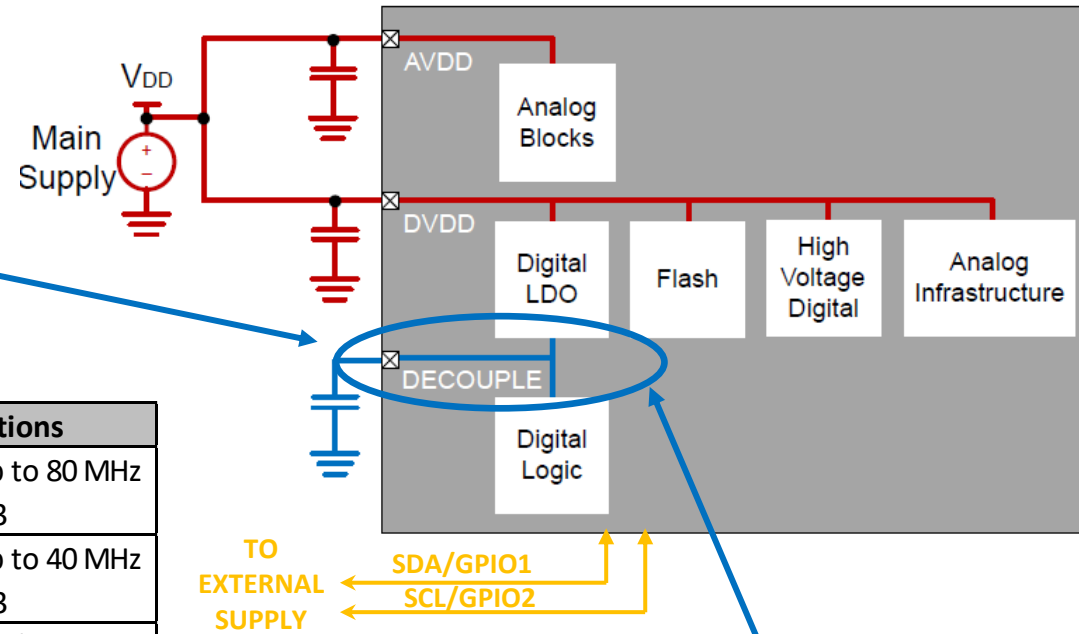 AVDD
VDD
Analog
Blocks
Main
Supply
+
−
DVDD
Digital
LDO
Flash
High
Voltage
Digital
Analog
Infrastructure
DECOUPLE
Digital
Logic
to 80 MHz
to 40 MHz
TO
EXTERNAL
SUPPLY
SDA/GPIO1
SCL/GPIO2